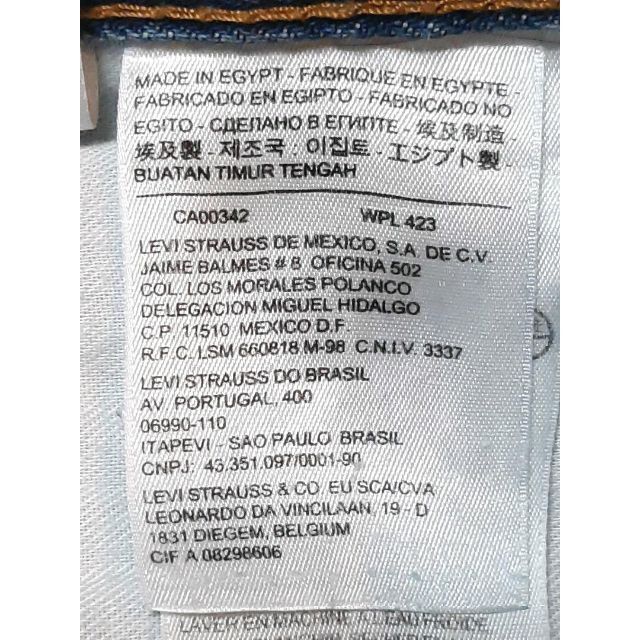 MADE IN EGYPT - FABRIQUE EN EGYPTE -
FABRICADO EN EGIPTO - FABRICADO NO
EGITO - СДЕЛАНО В ЕГИПТЕ - 埃及制造 -
埃及製 - 제조국 : 이집트 - エジプト製 -
BUATAN TIMUR TENGAH
CA00342 WPL 423
LEVI STRAUSS DE MEXICO, S.A. DE C.V.
JAIME BALMES # 8 OFICINA 502
COL. LOS MORALES POLANCO
DELEGACION MIGUEL HIDALGO
C.P. 11510 MEXICO D.F.
R.F.C. LSM 660818 M-98 C.N.I.V. 3337
LEVI STRAUSS DO BRASIL
AV PORTUGAL, 400
06990-110
ITAPEVI - SAO PAULO BRASIL
CNPJ: 43.351.097/0001-90
LEVI STRAUSS & CO EU SCA/CVA
LEONARDO DA VINCILAAN, 19 - D
1831 DIEGEM, BELGIUM
CIF A 08298606
LAVER EN MACHINE A L'EAU FROIDE